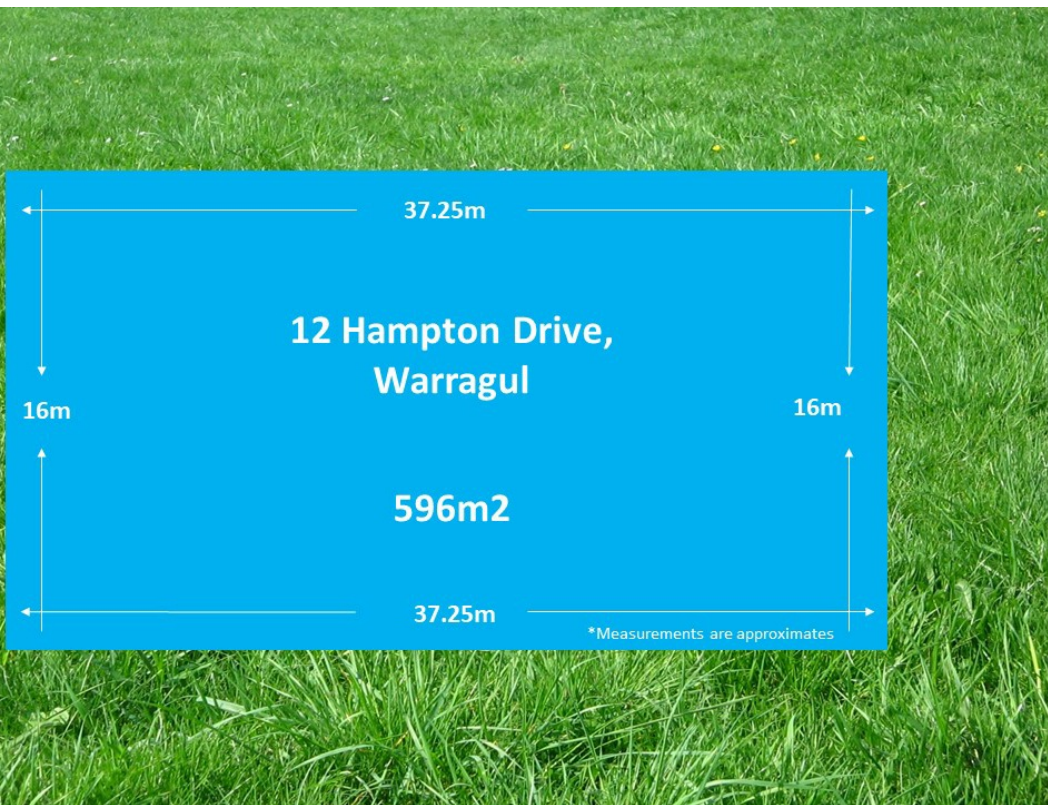 37.25m
12 Hampton Drive,
Warragul
16m
16m
596m2
37.25m
*Measurements are approximates